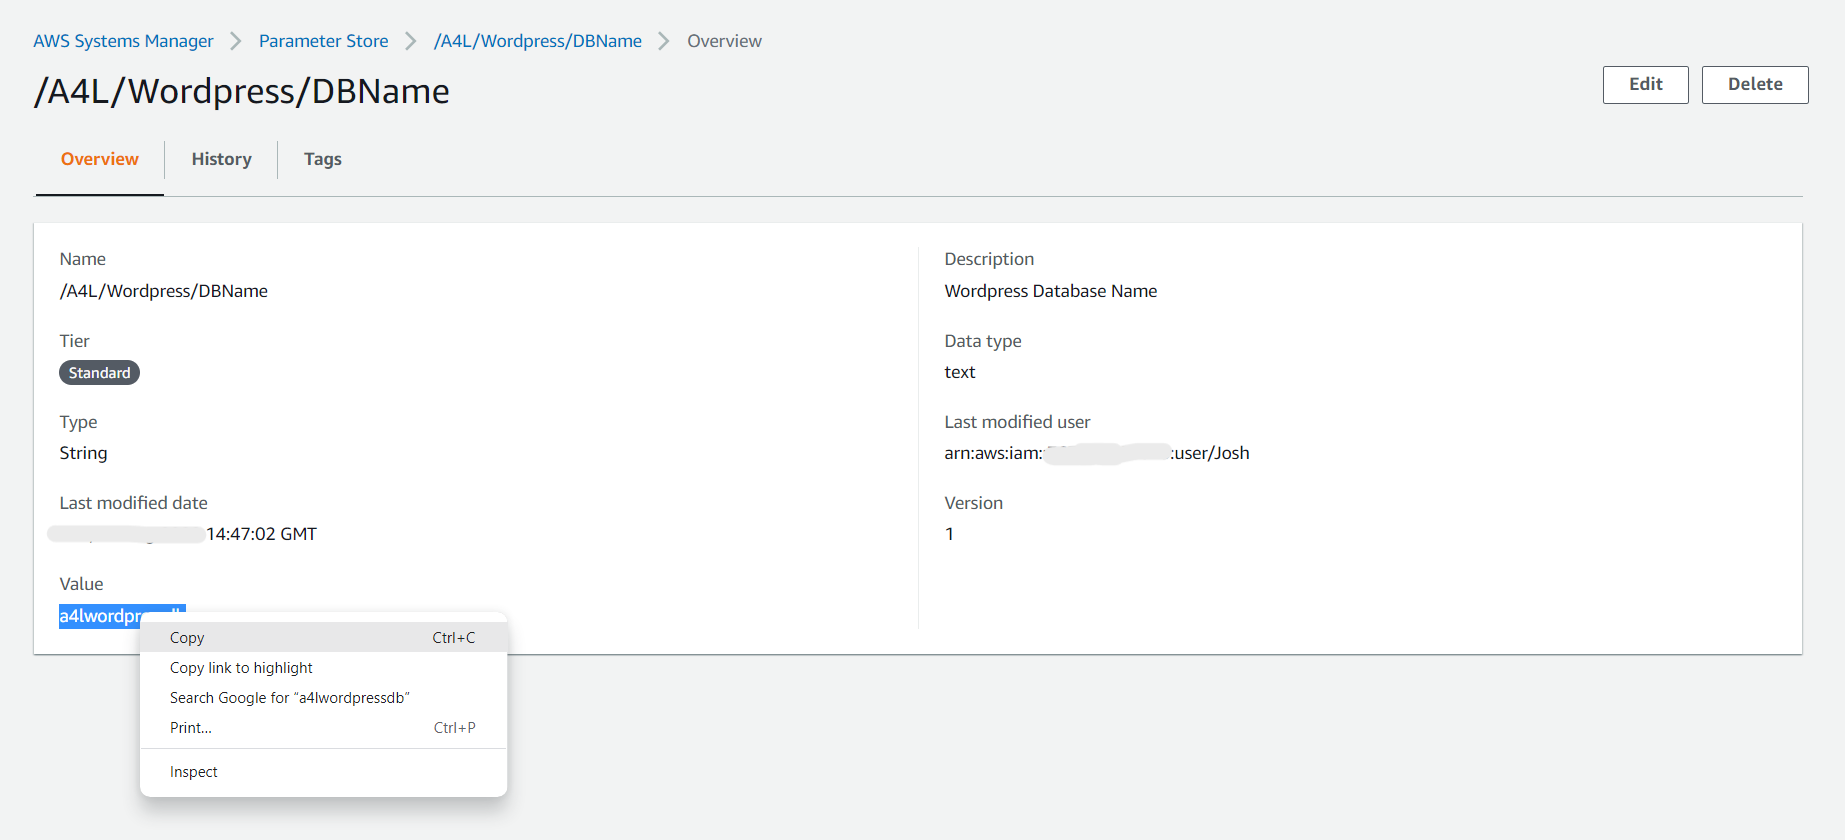 AWS Systems Manager > Parameter Store > /A4L/Wordpress/DBName > Overview
/A4L/Wordpress/DBName
Edit Delete
Overview History Tags
Name
/A4L/Wordpress/DBName
Tier
Standard
Type
String
Last modified date
14:47:02 GMT
Value
a4lwordpr
Description
Wordpress Database Name
Data type
text
Last modified user
arn:aws:iam: :user/Josh
Version
1
Copy Ctrl+C
Copy link to highlight
Search Google for “a4lwordpressdb”
Print... Ctrl+P
Inspect